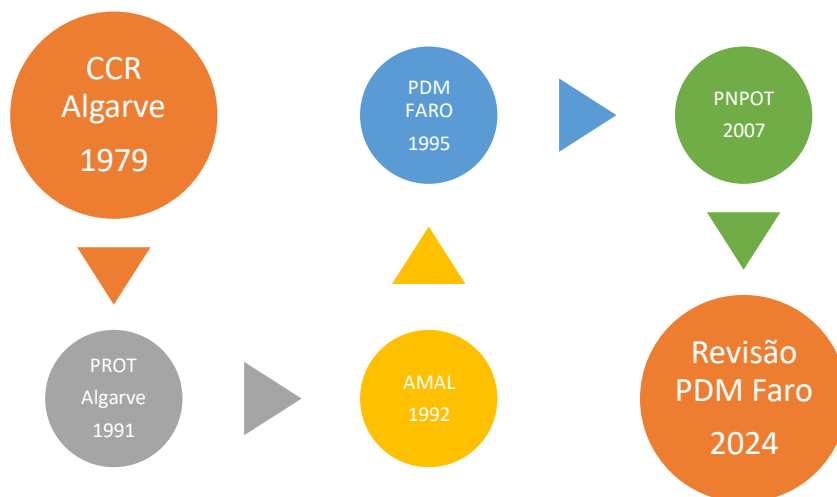 CCR
Algarve
1979
PROT
Algarve
1991
AMAL
1992
PDM
FARO
1995
PNPOT
2007
Revisão
PDM Faro
2024